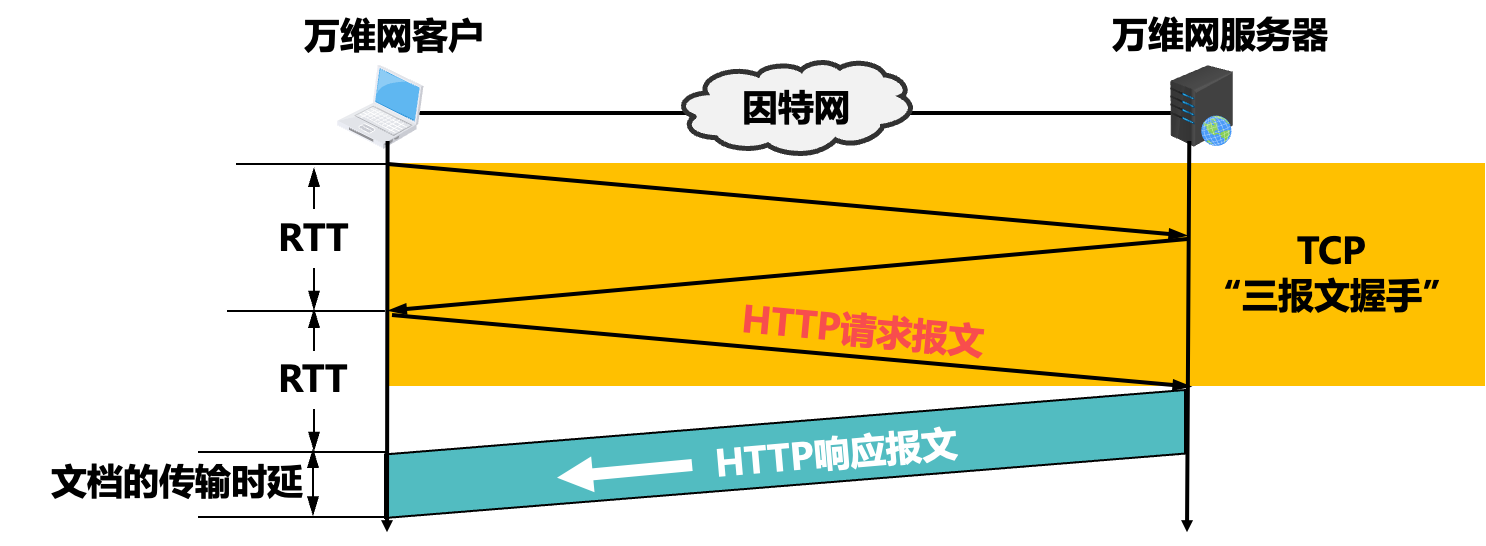 万维网客户
万维网服务器
因特网
RTT
TCP
“三报文握手”
HTTP请求报文
RTT
HTTP响应报文
文档的传输时延